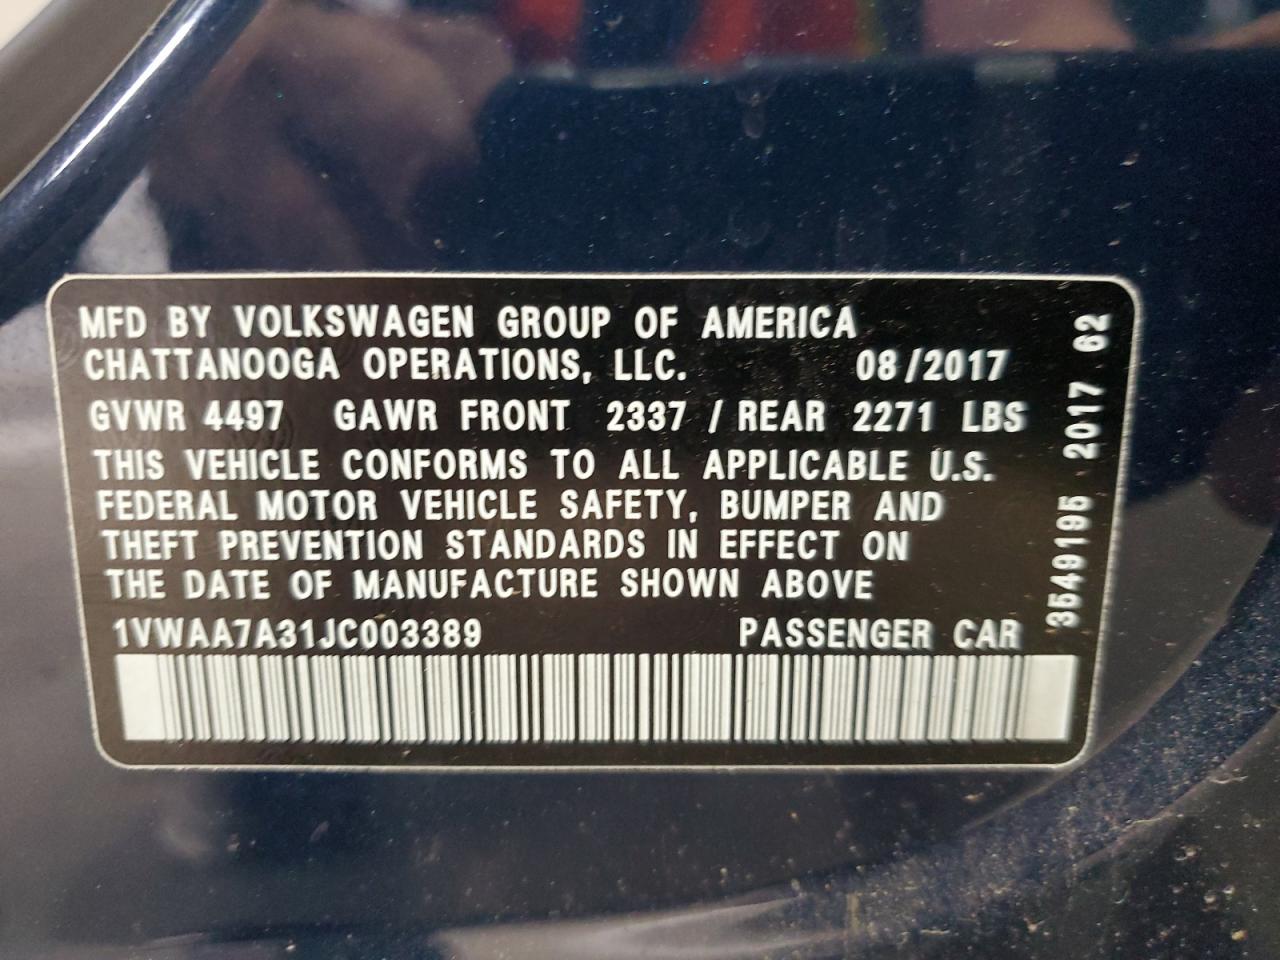 MFD BY VOLKSWAGEN GROUP OF AMERICA
CHATTANOOGA OPERATIONS, LLC. 08/2017
GVWR 4497 GAWR FRONT 2337 / REAR 2271 LBS
THIS VEHICLE CONFORMS TO ALL APPLICABLE U.S.
FEDERAL MOTOR VEHICLE SAFETY, BUMPER AND
THEFT PREVENTION STANDARDS IN EFFECT ON
THE DATE OF MANUFACTURE SHOWN ABOVE
1VWAA7A31JC003389 PASSENGER CAR
3549195 2017 62